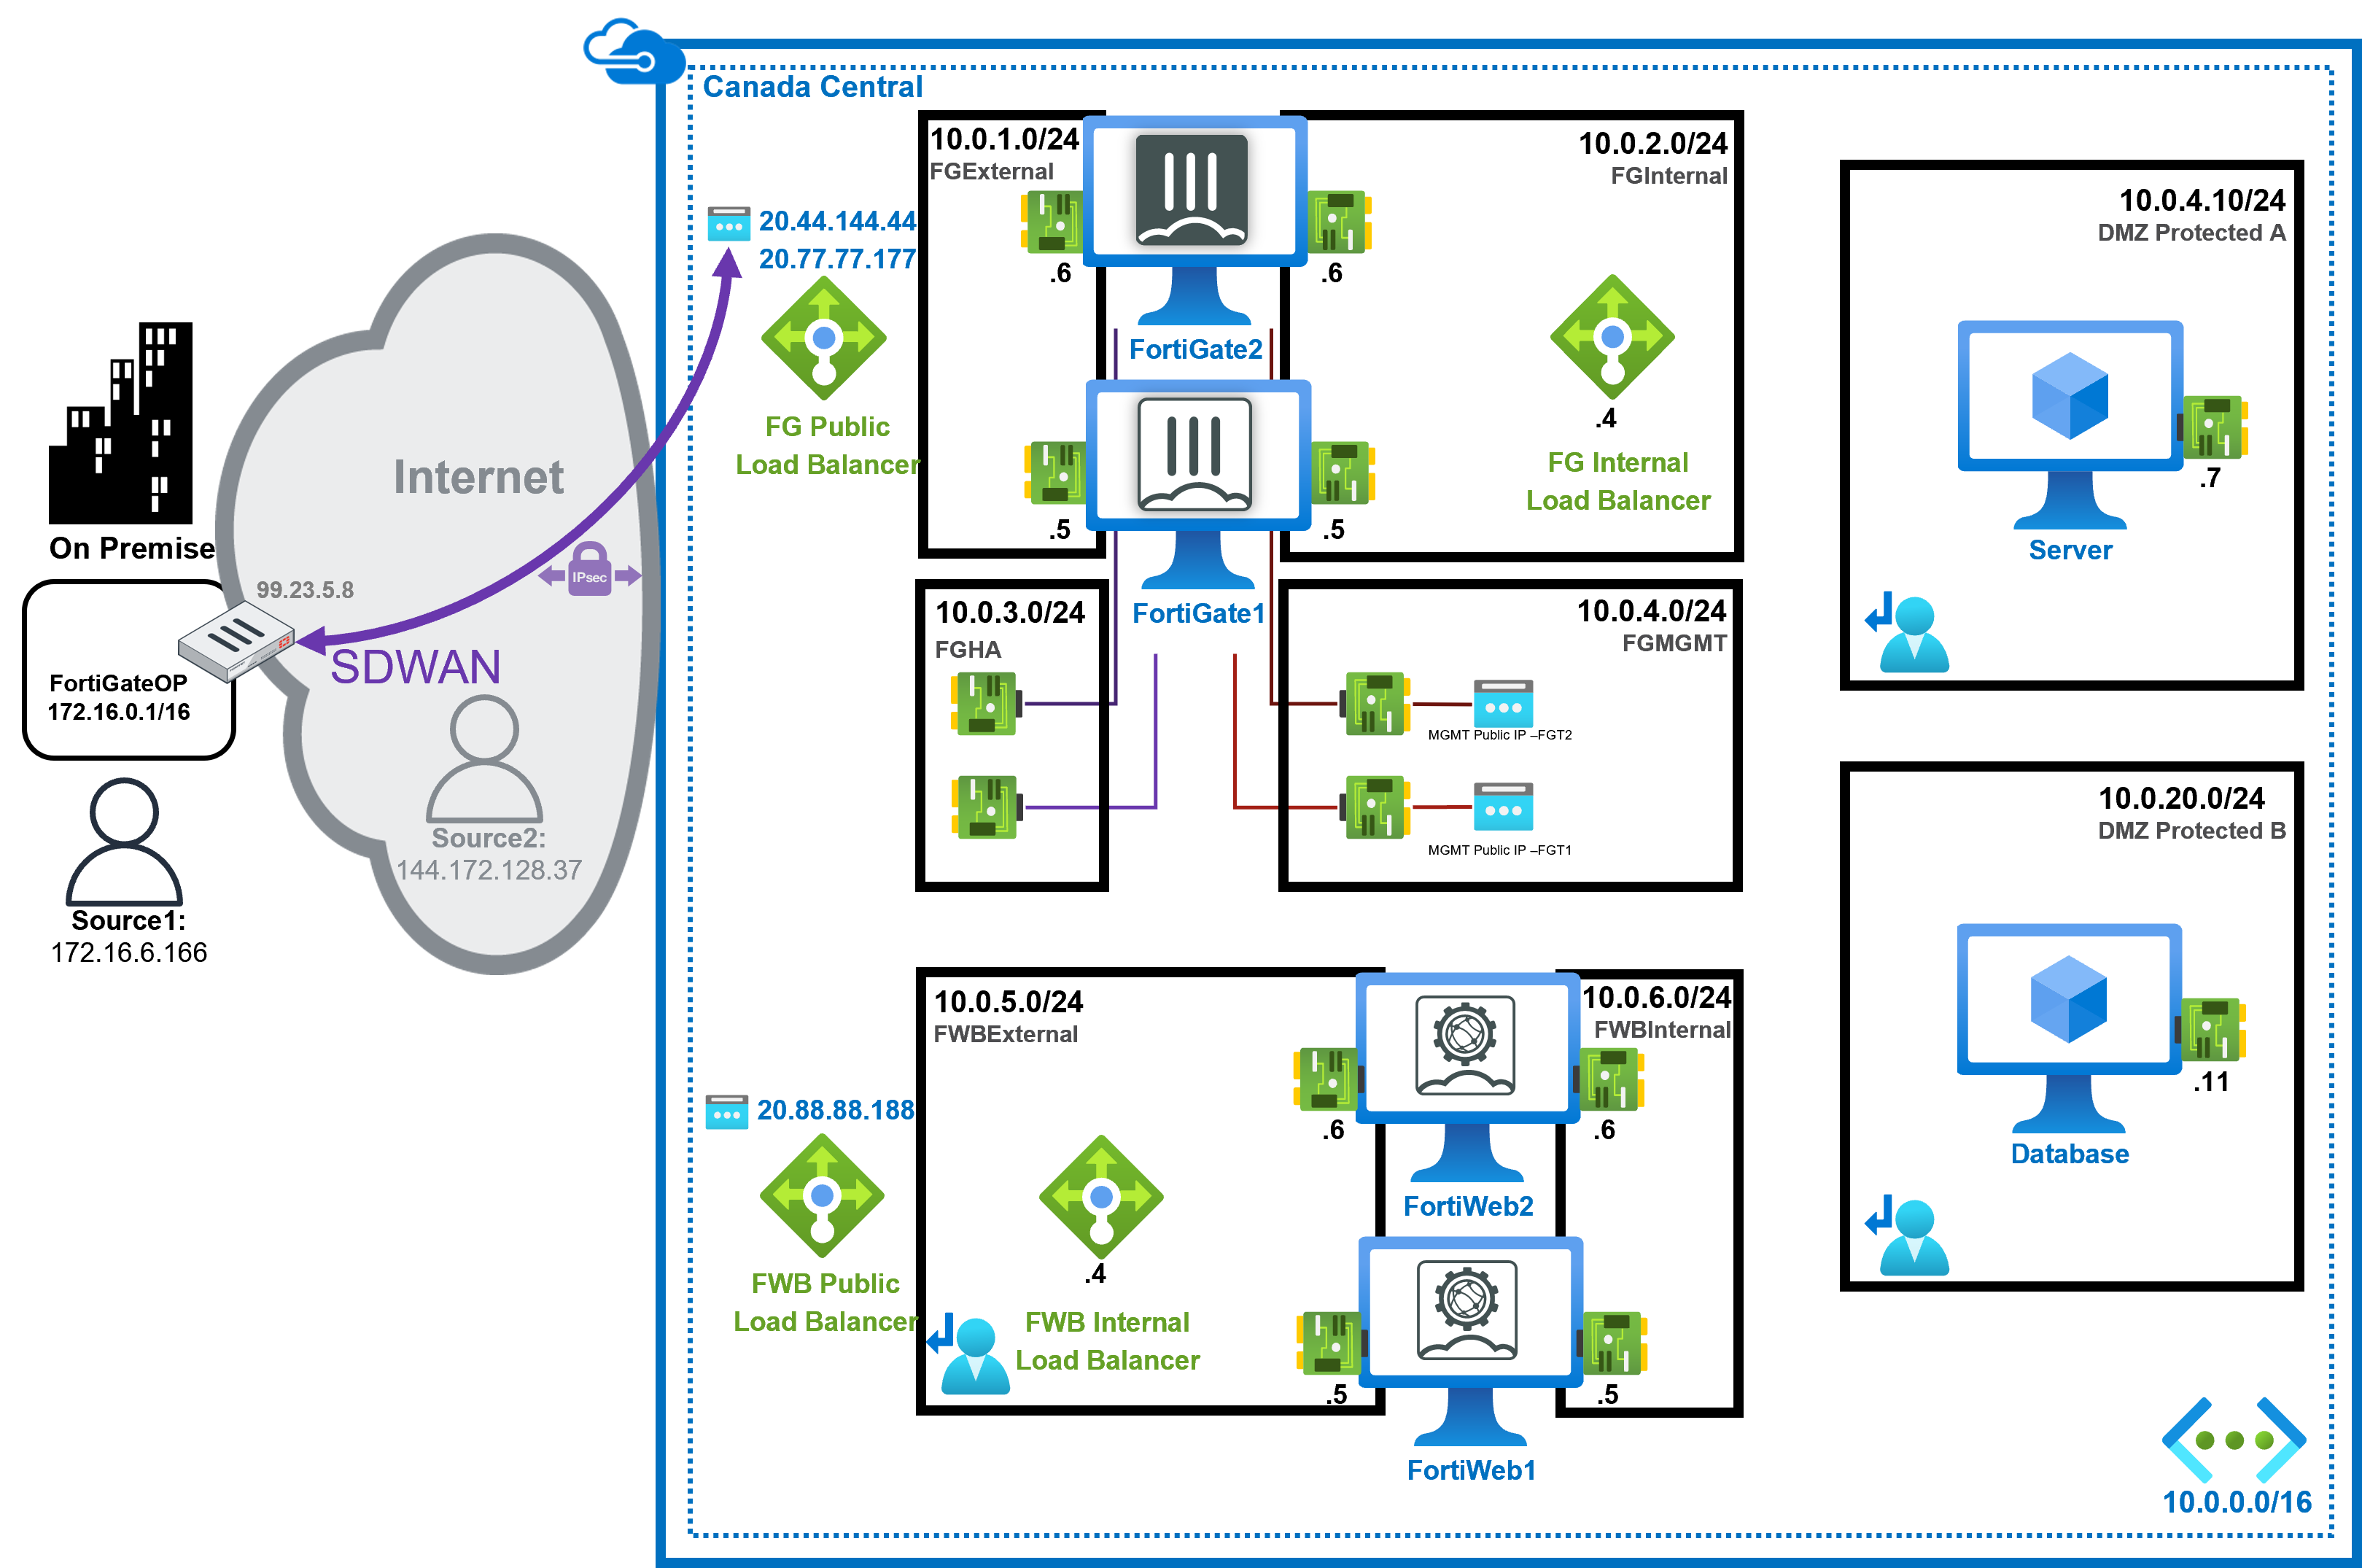 Canada Central
10.0.1.0/24
FGExternal
10.0.2.0/24
FGInternal
20.44.144.44
20.77.77.177
.6
.6
FortiGate2
FG Public
Load Balancer
.4
FG Internal
Load Balancer
.5
.5
FortiGate1
10.0.4.10/24
DMZ Protected A
.7
Server
Internet
On Premise
IPsec
99.23.5.8
SDWAN
FortiGateOP
172.16.0.1/16
Source2:
144.172.128.37
Source1:
172.16.6.166
10.0.3.0/24
FGHA
10.0.4.0/24
FGMGMT
MGMT Public IP –FGT2
MGMT Public IP –FGT1
10.0.20.0/24
DMZ Protected B
.11
Database
10.0.5.0/24
FWBExternal
10.0.6.0/24
FWBInternal
20.88.88.188
.6
.6
FortiWeb2
FWB Public
Load Balancer
.4
FWB Internal
Load Balancer
.5
.5
FortiWeb1
10.0.0.0/16